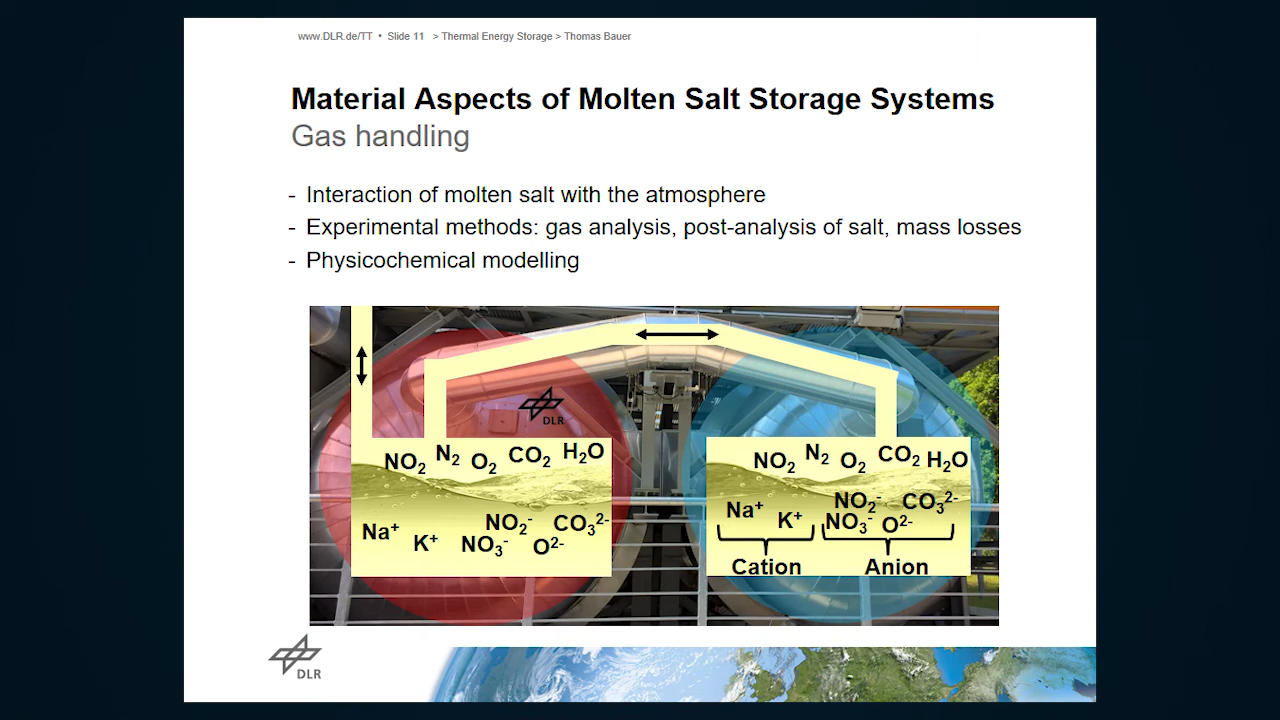 www.DLR.de/TT • Slide 11 > Thermal Energy Storage > Thomas Bauer
Material Aspects of Molten Salt Storage Systems
Gas handling
- Interaction of molten salt with the atmosphere
- Experimental methods: gas analysis, post-analysis of salt, mass losses
- Physicochemical modelling
DLR
NO₂ N₂ O₂ CO₂ H₂O
Na⁺ K⁺ NO₂⁻ CO₃²⁻
NO₃⁻ O²⁻
NO₂ N₂ O₂ CO₂ H₂O
Na⁺ K⁺ NO₂⁻ CO₃²⁻
NO₃⁻ O²⁻
Cation Anion
DLR